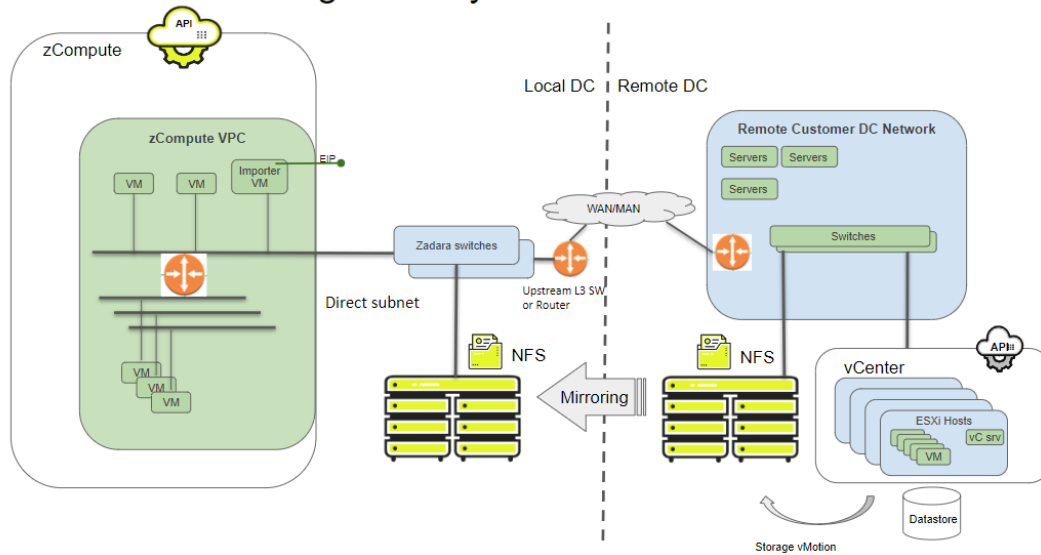 API
zCompute
Local DC
Remote DC
zCompute VPC
Remote Customer DC Network
EIP
Importer
VM
VM
VM
Servers
Servers
Servers
WAN/MAN
Switches
Zadara switches
Direct subnet
Upstream L3 SW
or Router
NFS
NFS
API
vCenter
VM
VM
VM
Mirroring
ESXi Hosts
vC srv
VM
Datastore
Storage vMotion